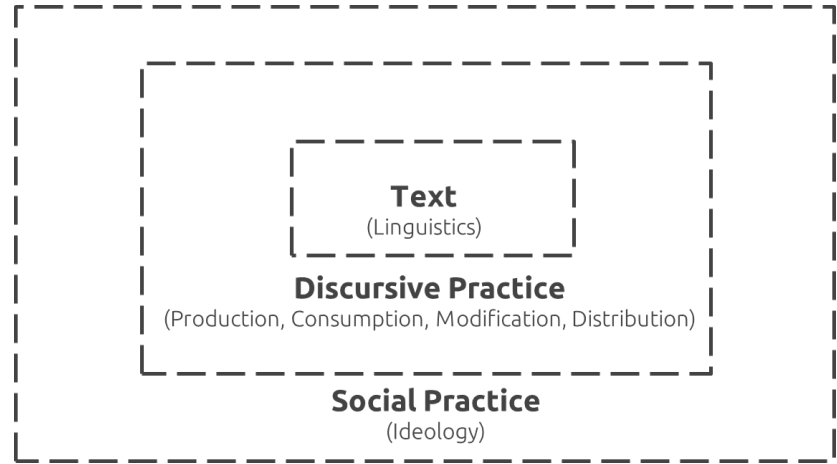 Text
(Linguistics)
Discursive Practice
(Production, Consumption, Modification, Distribution)
Social Practice
(Ideology)